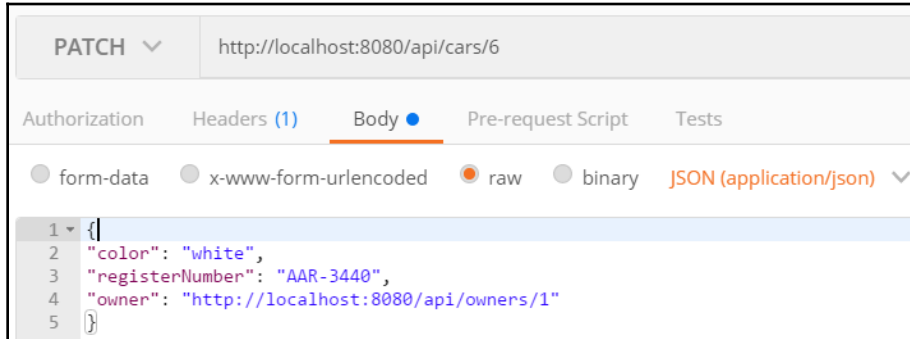 PATCH http://localhost:8080/api/cars/6
Authorization Headers (1) Body Pre-request Script Tests
form-data x-www-form-urlencoded raw binary JSON (application/json)
1 {
2 "color": "white",
3 "registerNumber": "AAR-3440",
4 "owner": "http://localhost:8080/api/owners/1"
5 }